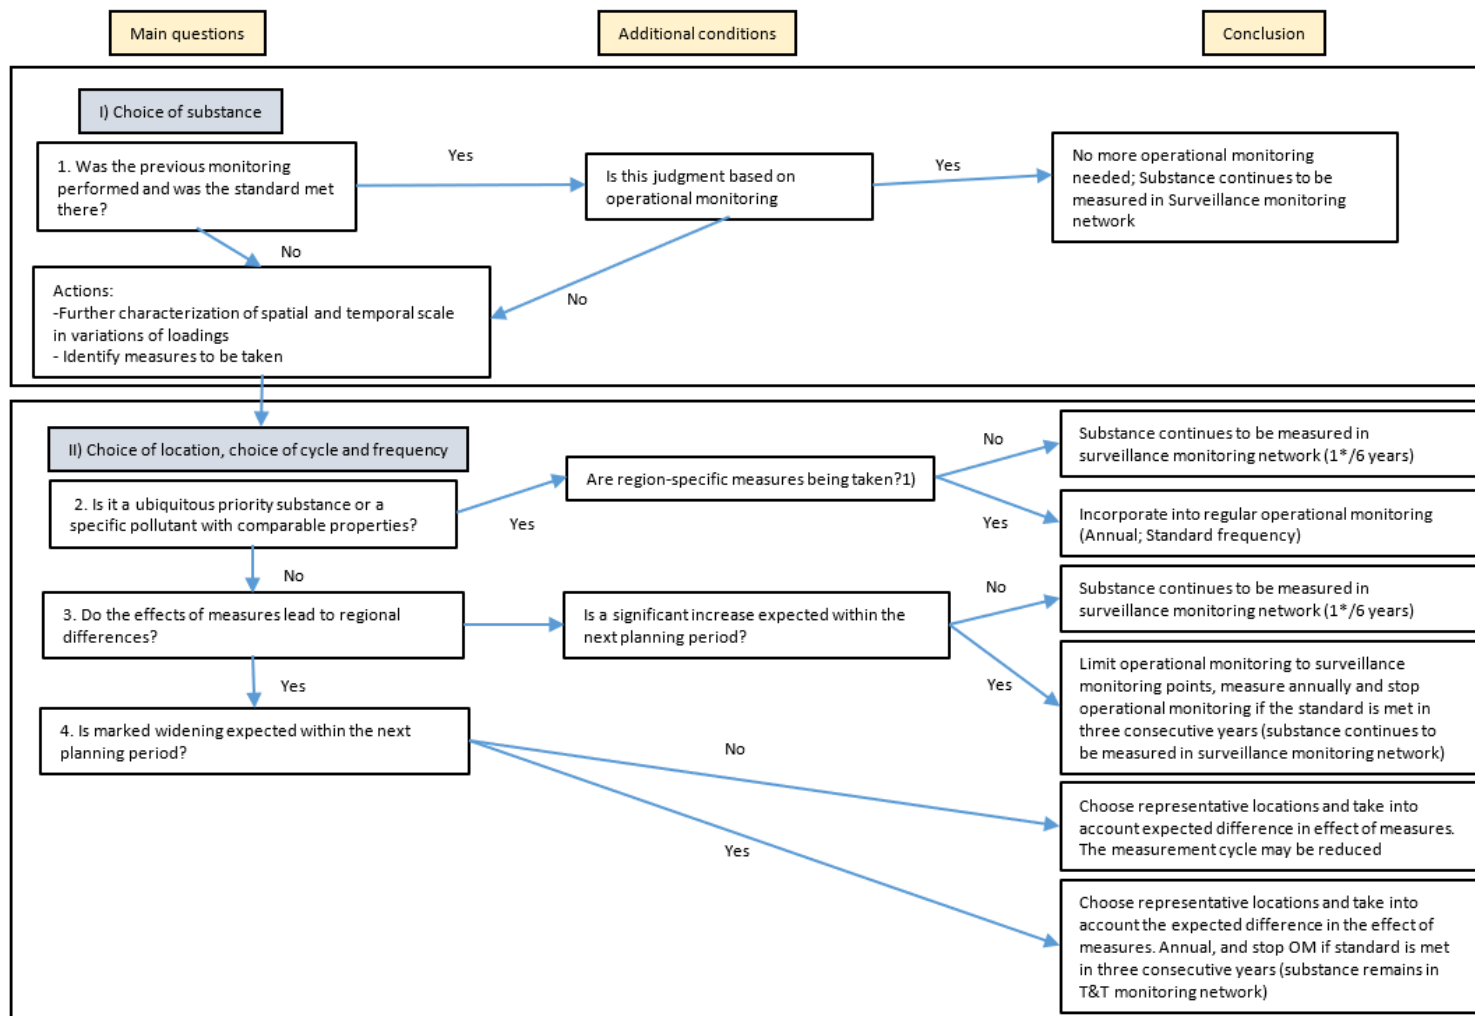 Main questions
Additional conditions
Conclusion
I) Choice of substance
1. Was the previous monitoring
performed and was the standard met
there?
Yes
Is this judgment based on
operational monitoring
Yes
No more operational monitoring
needed; Substance continues to be
measured in Surveillance monitoring
network
No
No
Actions:
-Further characterization of spatial and temporal scale
in variations of loadings
- Identify measures to be taken
II) Choice of location, choice of cycle and frequency
2. Is it a ubiquitous priority substance or a
specific pollutant with comparable properties?
Yes
Are region-specific measures being taken?1)
No
Substance continues to be measured in
surveillance monitoring network (1*/6 years)
Yes
Incorporate into regular operational monitoring
(Annual; Standard frequency)
No
3. Do the effects of measures lead to regional
differences?
Is a significant increase expected within the
next planning period?
No
Substance continues to be measured in
surveillance monitoring network (1*/6 years)
Yes
Limit operational monitoring to surveillance
monitoring points, measure annually and stop
operational monitoring if the standard is met in
three consecutive years (substance continues to
be measured in surveillance monitoring network)
Yes
4. Is marked widening expected within the next
planning period?
No
Choose representative locations and take into
account expected difference in effect of measures.
The measurement cycle may be reduced
Yes
Choose representative locations and take into
account the expected difference in the effect of
measures. Annual, and stop OM if standard is met
in three consecutive years (substance remains in
T&T monitoring network)